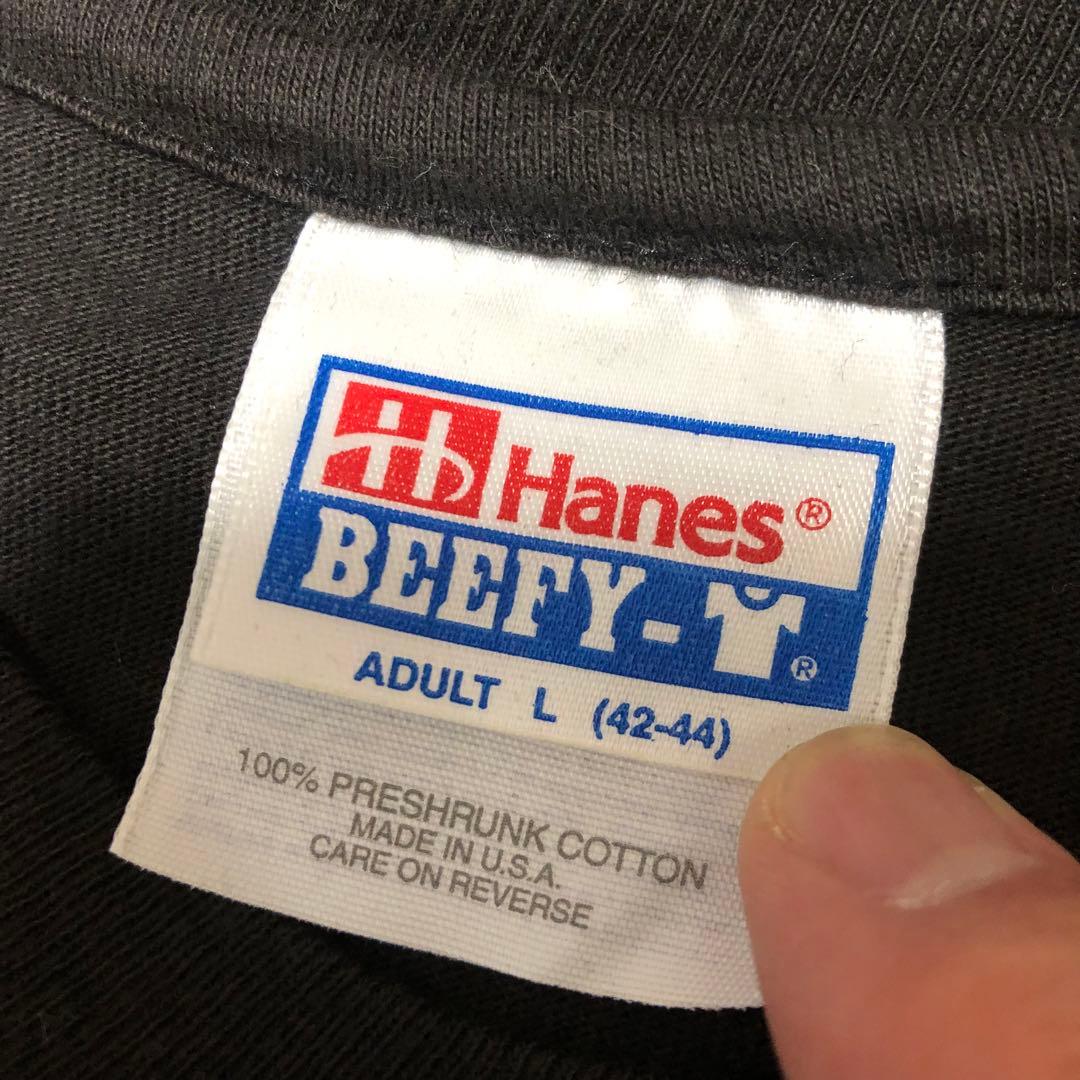 Hanes®
BEEFY-T®
ADULT L (42-44)
100% PRESHRUNK COTTON
MADE IN U.S.A.
CARE ON REVERSE